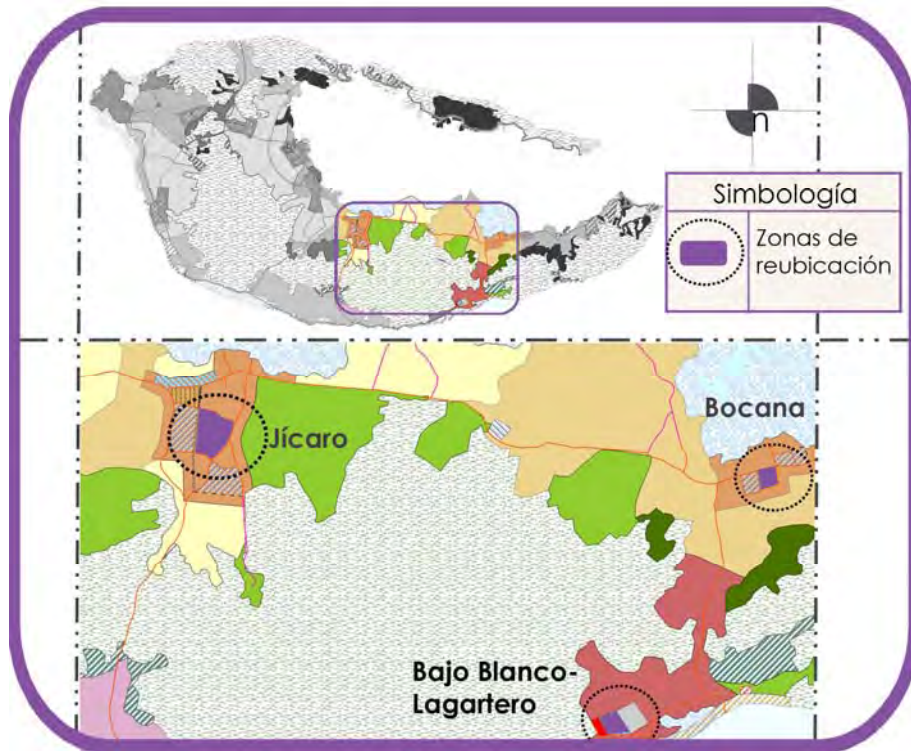 n
Simbología
Zonas de
reubicación
Bocana
Jícaro
Bajo Blanco-
Lagartero